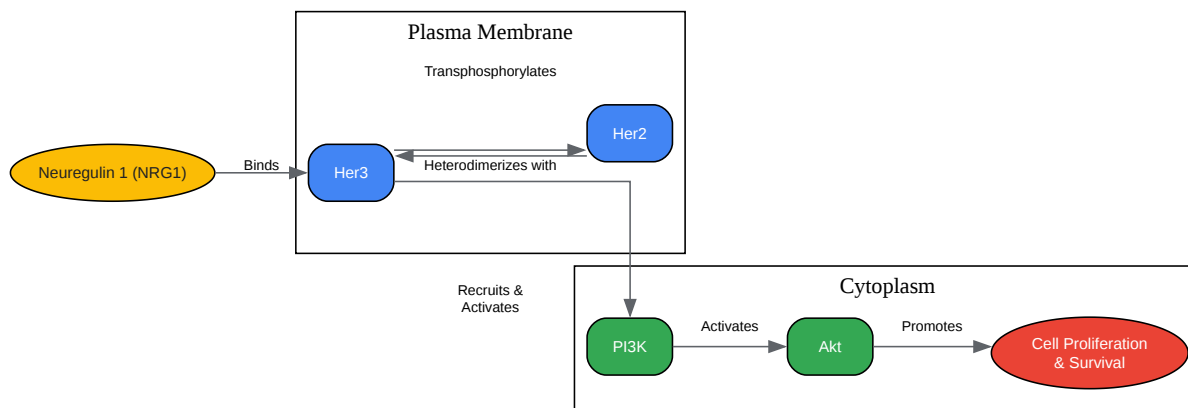 Plasma Membrane
Transphosphorylates
Her2
Neuregulin 1 (NRG1)
Binds
Her3
Heterodimerizes with
Recruits &
Activates
Cytoplasm
PI3K
Activates
Akt
Promotes
Cell Proliferation
& Survival